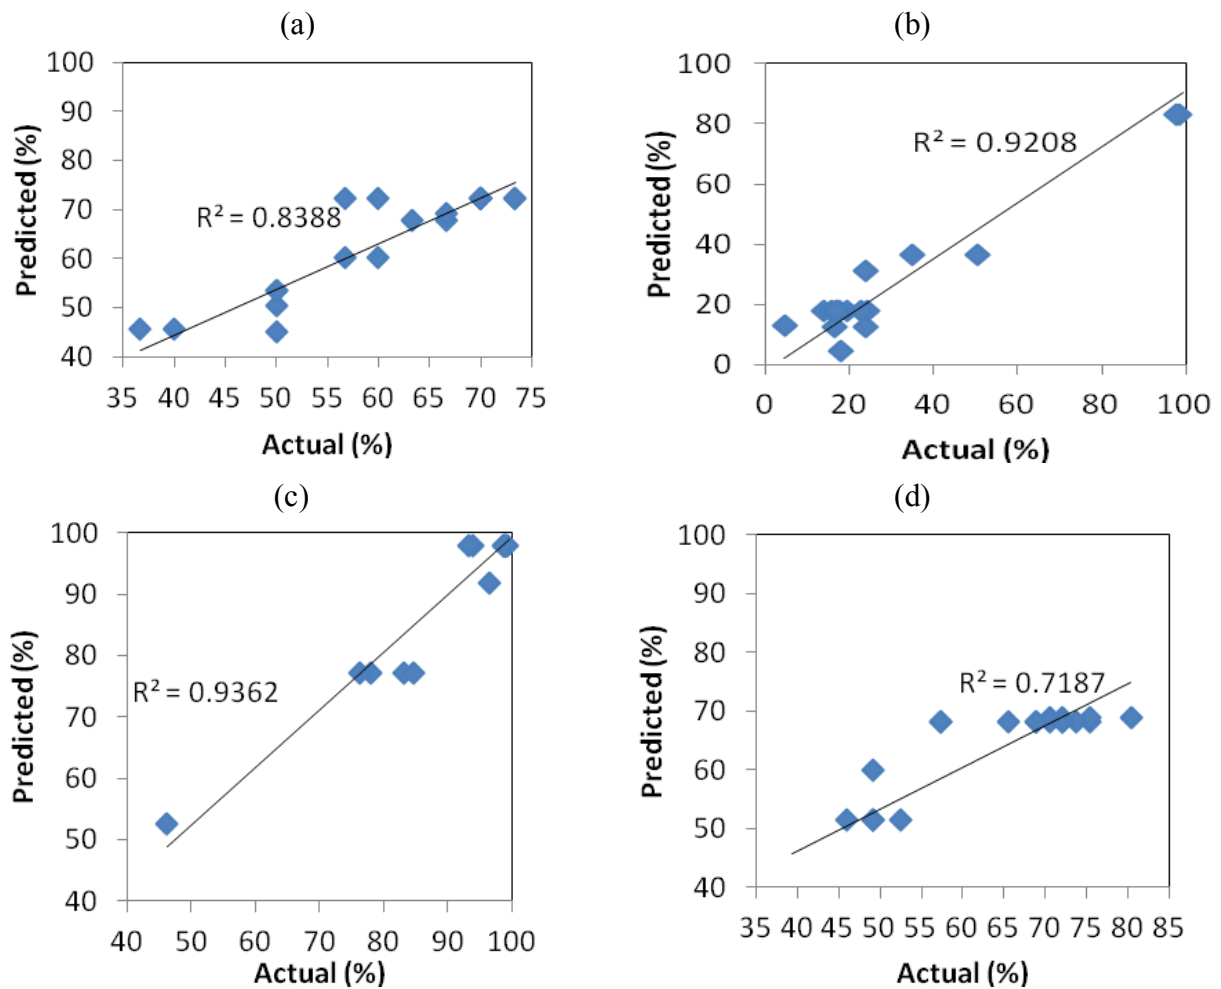 (a)
100
90
80
70
60
50
40
Predicted (%)
R² = 0.8388
35 40 45 50 55 60 65 70 75
Actual (%)
(b)
100
80
60
40
20
0
Predicted (%)
R² = 0.9208
0 20 40 60 80 100
Actual (%)
(c)
100
90
80
70
60
50
40
Predicted (%)
R² = 0.9362
40 50 60 70 80 90 100
Actual (%)
(d)
100
90
80
70
60
50
40
Predicted (%)
R² = 0.7187
35 40 45 50 55 60 65 70 75 80 85
Actual (%)